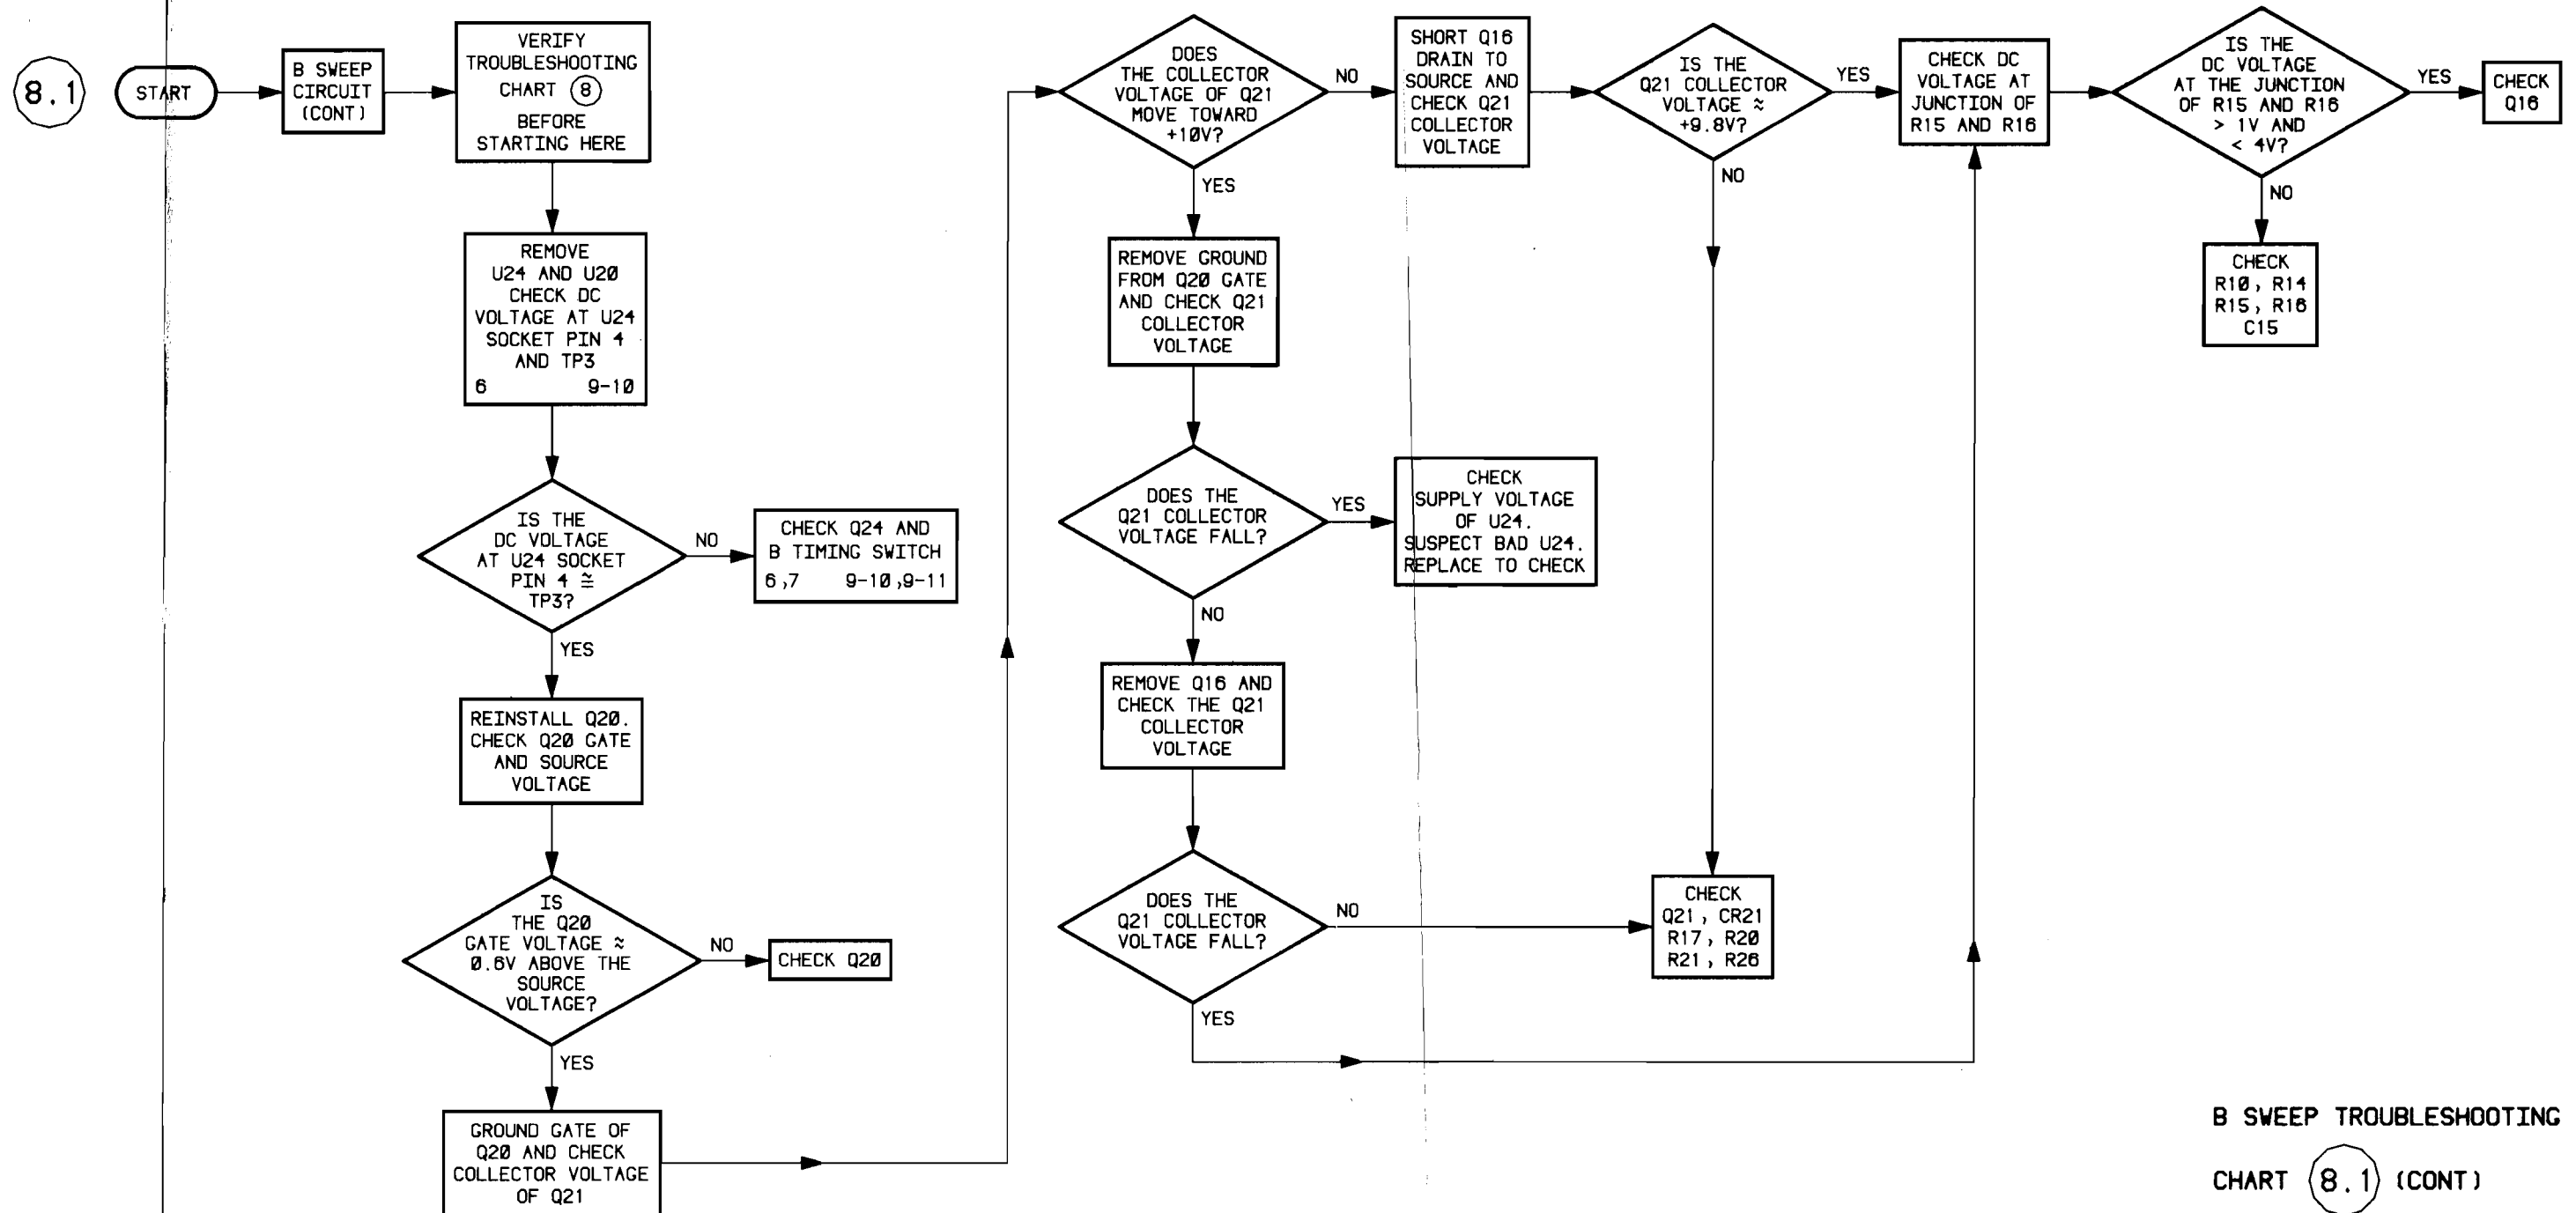 8.1
START
B SWEEP
CIRCUIT
(CONT)
VERIFY
TROUBLESHOOTING
CHART 8
BEFORE
STARTING HERE
REMOVE
U24 AND U20
CHECK DC
VOLTAGE AT U24
SOCKET PIN 4
AND TP3
6 9-10
IS THE
DC VOLTAGE
AT U24 SOCKET
PIN 4 ≅
TP3?
NO
CHECK Q24 AND
B TIMING SWITCH
6,7 9-10,9-11
YES
REINSTALL Q20.
CHECK Q20 GATE
AND SOURCE
VOLTAGE
IS
THE Q20
GATE VOLTAGE ≈
0.6V ABOVE THE
SOURCE
VOLTAGE?
NO
CHECK Q20
YES
GROUND GATE OF
Q20 AND CHECK
COLLECTOR VOLTAGE
OF Q21
DOES
THE COLLECTOR
VOLTAGE OF Q21
MOVE TOWARD
+10V?
NO
SHORT Q16
DRAIN TO
SOURCE AND
CHECK Q21
COLLECTOR
VOLTAGE
YES
REMOVE GROUND
FROM Q20 GATE
AND CHECK Q21
COLLECTOR
VOLTAGE
DOES THE
Q21 COLLECTOR
VOLTAGE FALL?
YES
CHECK
SUPPLY VOLTAGE
OF U24.
SUSPECT BAD U24.
REPLACE TO CHECK
NO
REMOVE Q16 AND
CHECK THE Q21
COLLECTOR
VOLTAGE
DOES THE
Q21 COLLECTOR
VOLTAGE FALL?
NO
YES
IS THE
Q21 COLLECTOR
VOLTAGE ≈
+9.8V?
YES
NO
CHECK
Q21, CR21
R17, R20
R21, R26
CHECK DC
VOLTAGE AT
JUNCTION OF
R15 AND R16
IS THE
DC VOLTAGE
AT THE JUNCTION
OF R15 AND R16
> 1V AND
< 4V?
YES
CHECK
Q16
NO
CHECK
R10, R14
R15, R16
C15
B SWEEP TROUBLESHOOTING
CHART 8.1 (CONT)